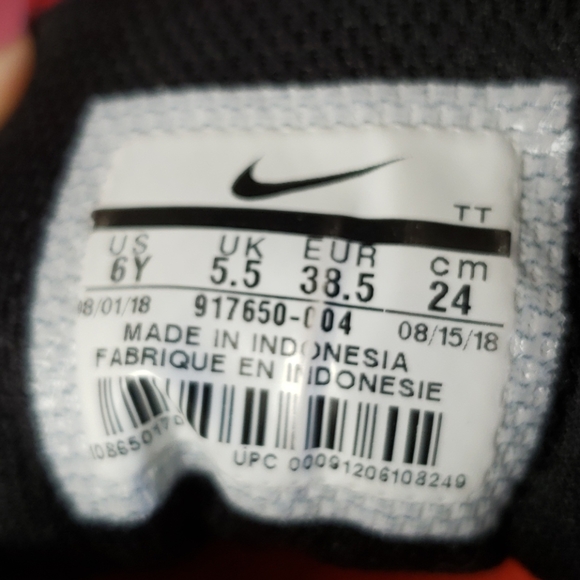 TT
US UK EUR cm
6Y 5.5 38.5 24
08/01/18 917650-004 08/15/18
MADE IN INDONESIA
FABRIQUE EN INDONESIE
UPC 00091206108249